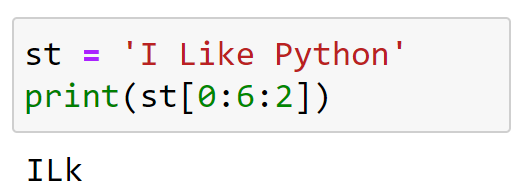 st = 'I Like Python'
print(st[0:6:2])
ILk